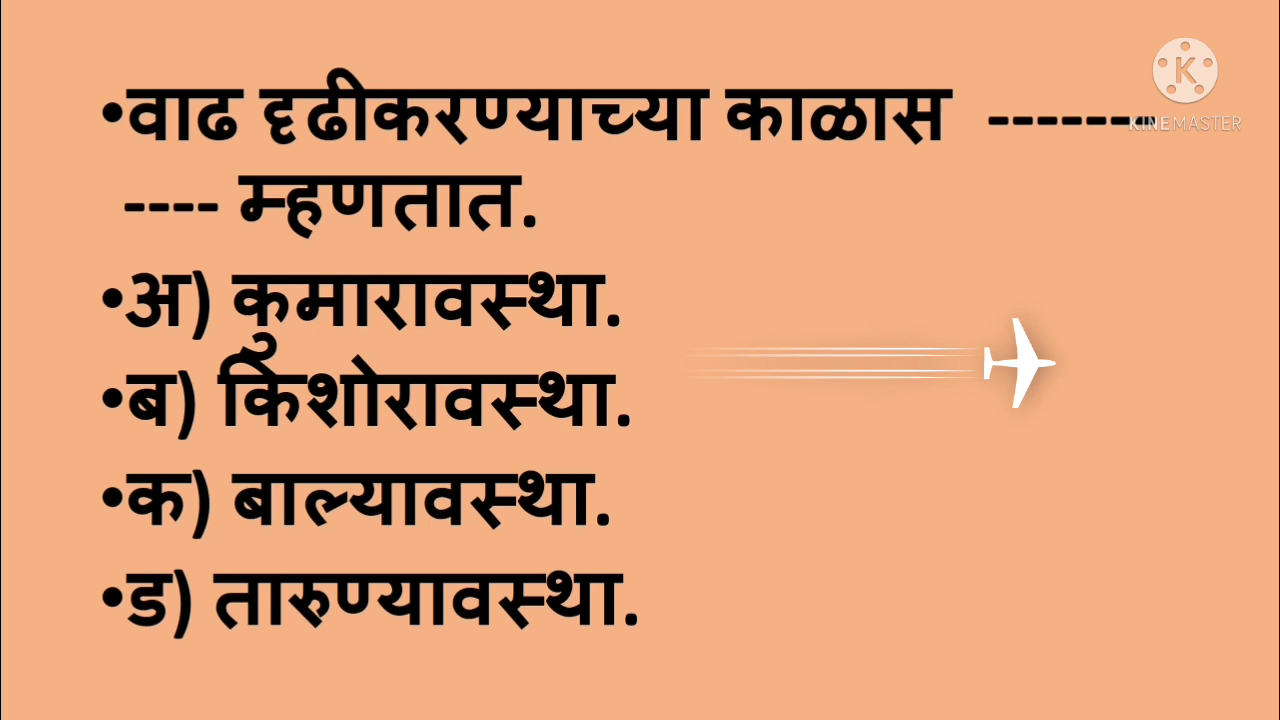 •वाढ दृढीकरण्याच्या काळास -------
---- म्हणतात.
•अ) कुमारावस्था.
•ब) किशोरावस्था.
•क) बाल्यावस्था.
•ड) तारुण्यावस्था.
K
KINEMASTER